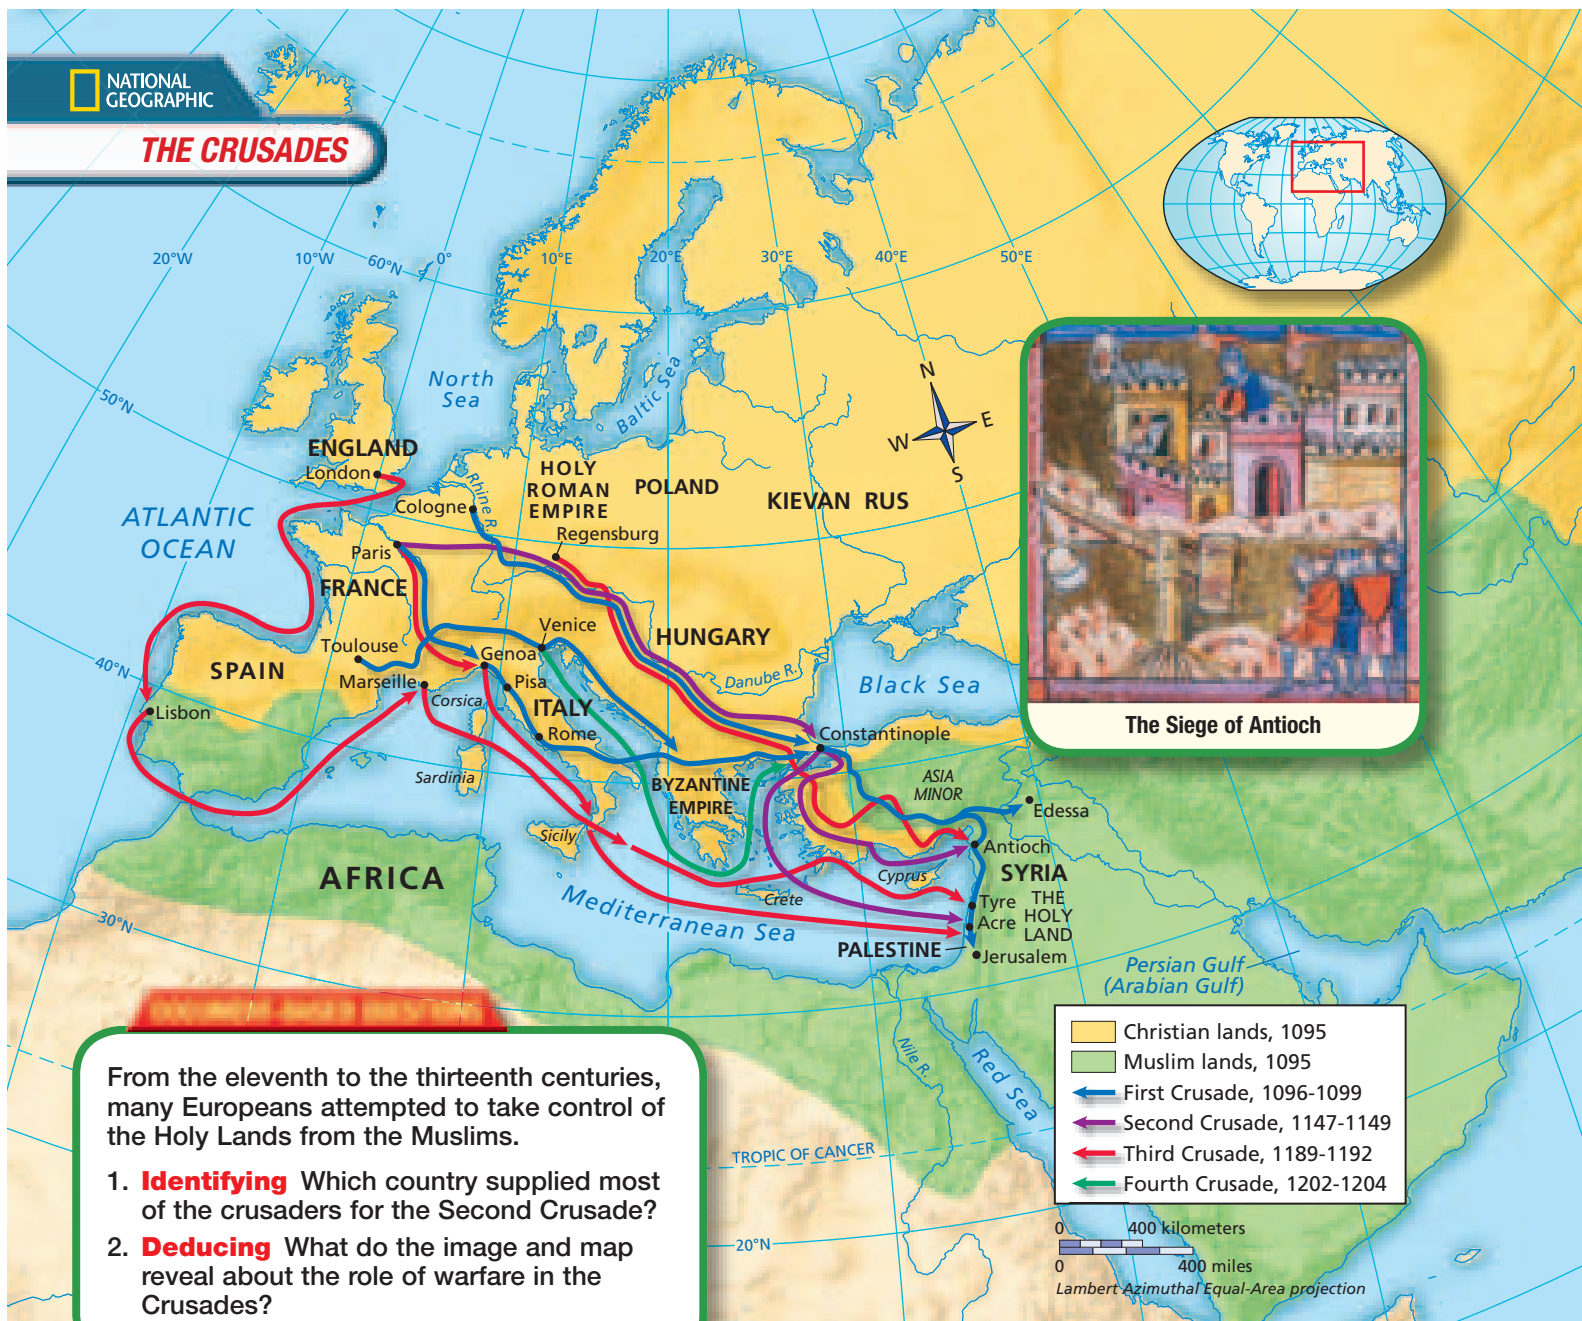 NATIONAL
GEOGRAPHIC
THE CRUSADES
20°W
10°W
60°N
0°
10°E
20°E
30°E
40°E
50°E
50°N
North
Sea
Baltic Sea
N
W
E
S
ENGLAND
London
Cologne
Rhine R.
HOLY
ROMAN
EMPIRE
Regensburg
POLAND
KIEVAN RUS
ATLANTIC
OCEAN
Paris
FRANCE
Toulouse
Marseille
Venice
Genoa
Pisa
HUNGARY
Danube R.
Black Sea
40°N
SPAIN
Lisbon
Corsica
ITALY
Rome
Sardinia
Constantinople
BYZANTINE
EMPIRE
ASIA
MINOR
Edessa
Sicily
Antioch
SYRIA
AFRICA
Cyprus
Crete
Mediterranean Sea
Tyre
Acre
THE
HOLY
LAND
PALESTINE
Jerusalem
30°N
Persian Gulf
(Arabian Gulf)
Nile R.
Red Sea
TROPIC OF CANCER
20°N
The Siege of Antioch
Christian lands, 1095
Muslim lands, 1095
First Crusade, 1096-1099
Second Crusade, 1147-1149
Third Crusade, 1189-1192
Fourth Crusade, 1202-1204
0
400 kilometers
0
400 miles
Lambert Azimuthal Equal-Area projection
From the eleventh to the thirteenth centuries,
many Europeans attempted to take control of
the Holy Lands from the Muslims.
1. Identifying Which country supplied most
of the crusaders for the Second Crusade?
2. Deducing What do the image and map
reveal about the role of warfare in the
Crusades?